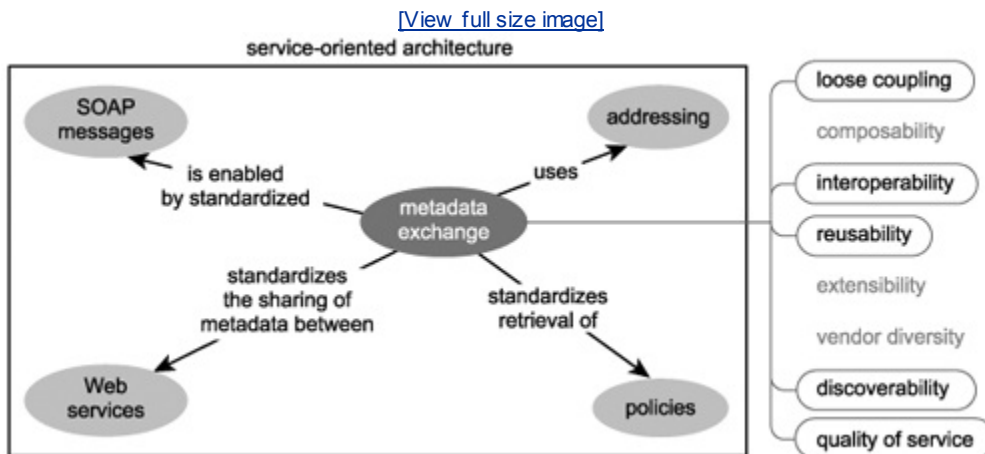 [View full size image]
service-oriented architecture
SOAP
messages
addressing
is enabled
by standardized
uses
metadata
exchange
standardizes
the sharing of
metadata between
standardizes
retrieval of
Web
services
policies
loose coupling
composability
interoperability
reusability
extensibility
vendor diversity
discoverability
quality of service